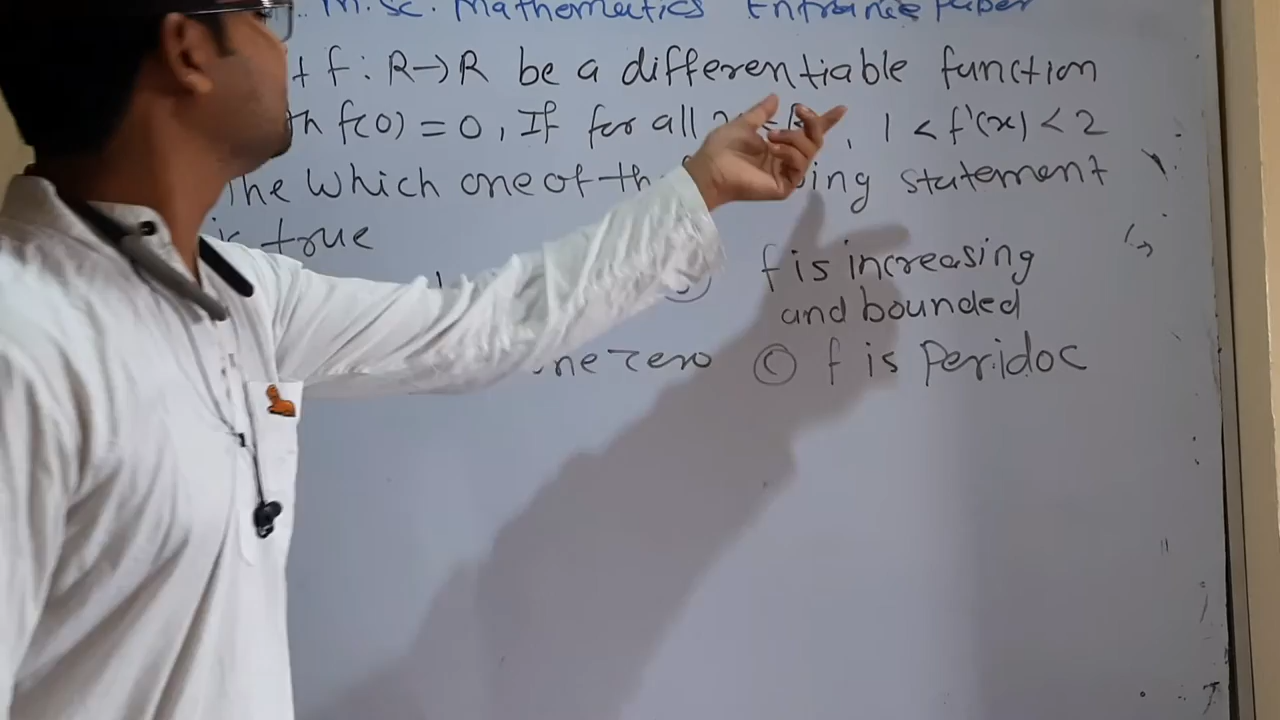 M.Sc. Mathematics Entrance Paper
f : R→R be a differentiable function
f(0) = 0, If for all , 1 < f'(x) < 2
The Which one of statement
true
f is increasing
and bounded
zero © f is Peridoc